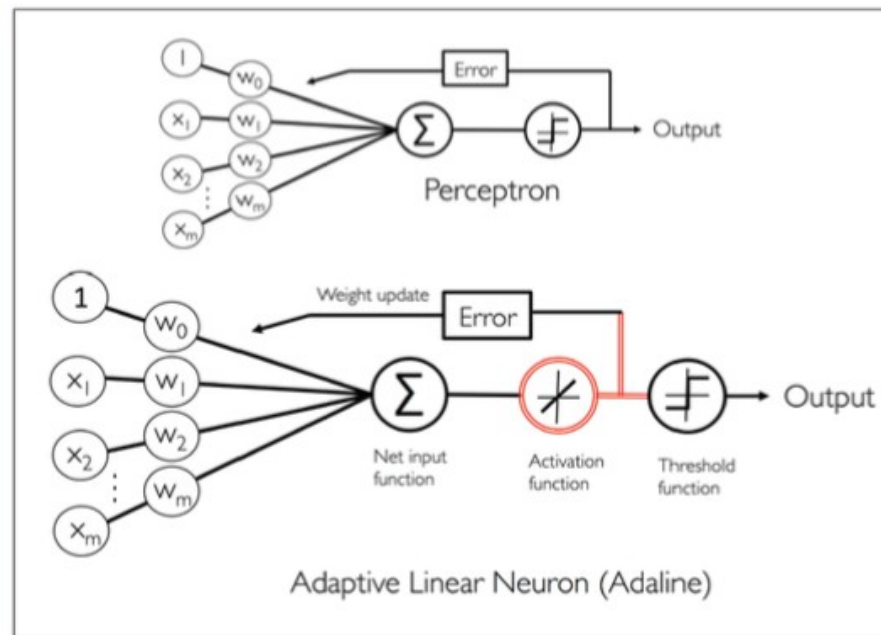 1
w₀
Error
x₁
w₁
Σ
Output
x₂
w₂
⋮
wₘ
xₘ
Perceptron
1
w₀
Weight update
Error
x₁
w₁
Σ
Output
x₂
w₂
Net input
function
Activation
function
Threshold
function
⋮
wₘ
xₘ
Adaptive Linear Neuron (Adaline)